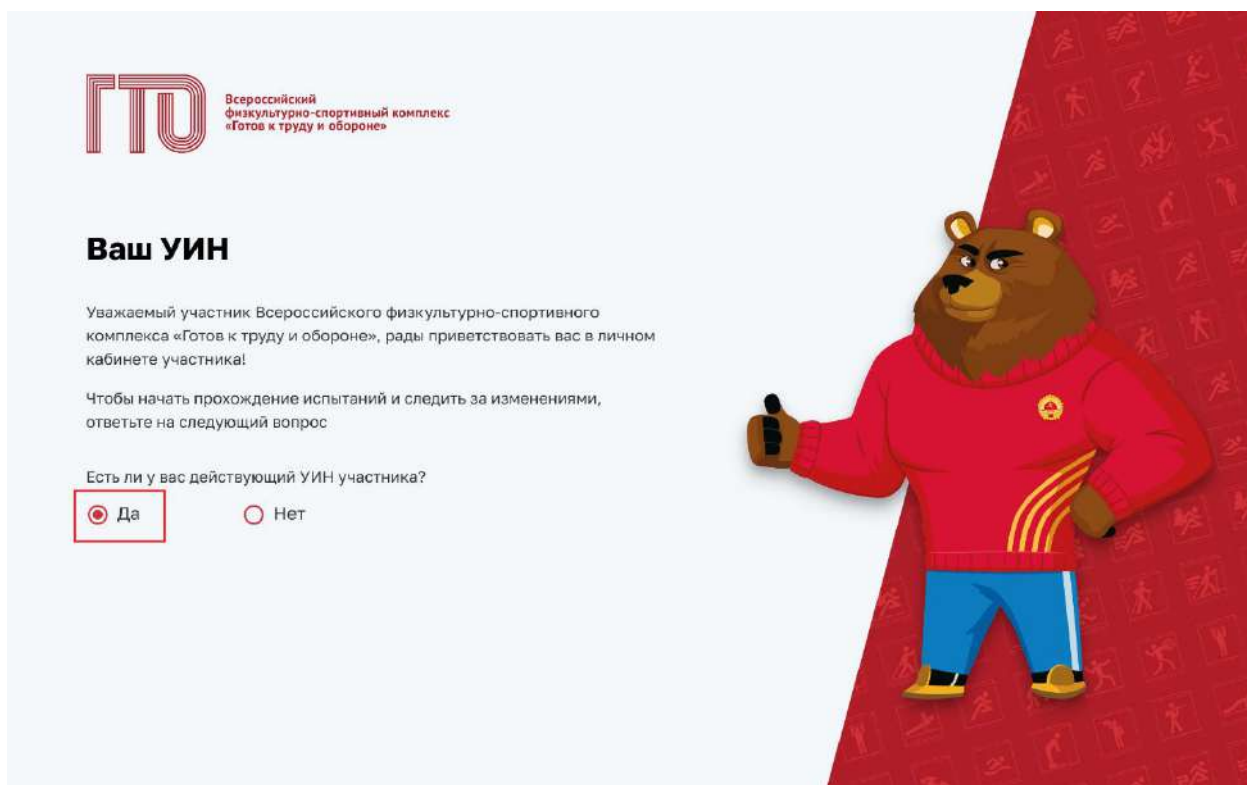 ГТО
Всероссийский
физкультурно-спортивный комплекс
«Готов к труду и обороне»
Ваш УИН
Уважаемый участник Всероссийского физкультурно-спортивного
комплекса «Готов к труду и обороне», рады приветствовать вас в личном
кабинете участника!
Чтобы начать прохождение испытаний и следить за изменениями,
ответьте на следующий вопрос
Есть ли у вас действующий УИН участника?
Да Нет